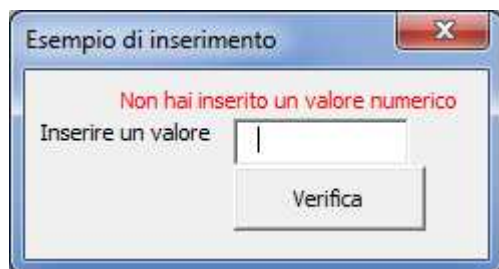 Esempio di inserimento
Non hai inserito un valore numerico
Inserire un valore
Verifica